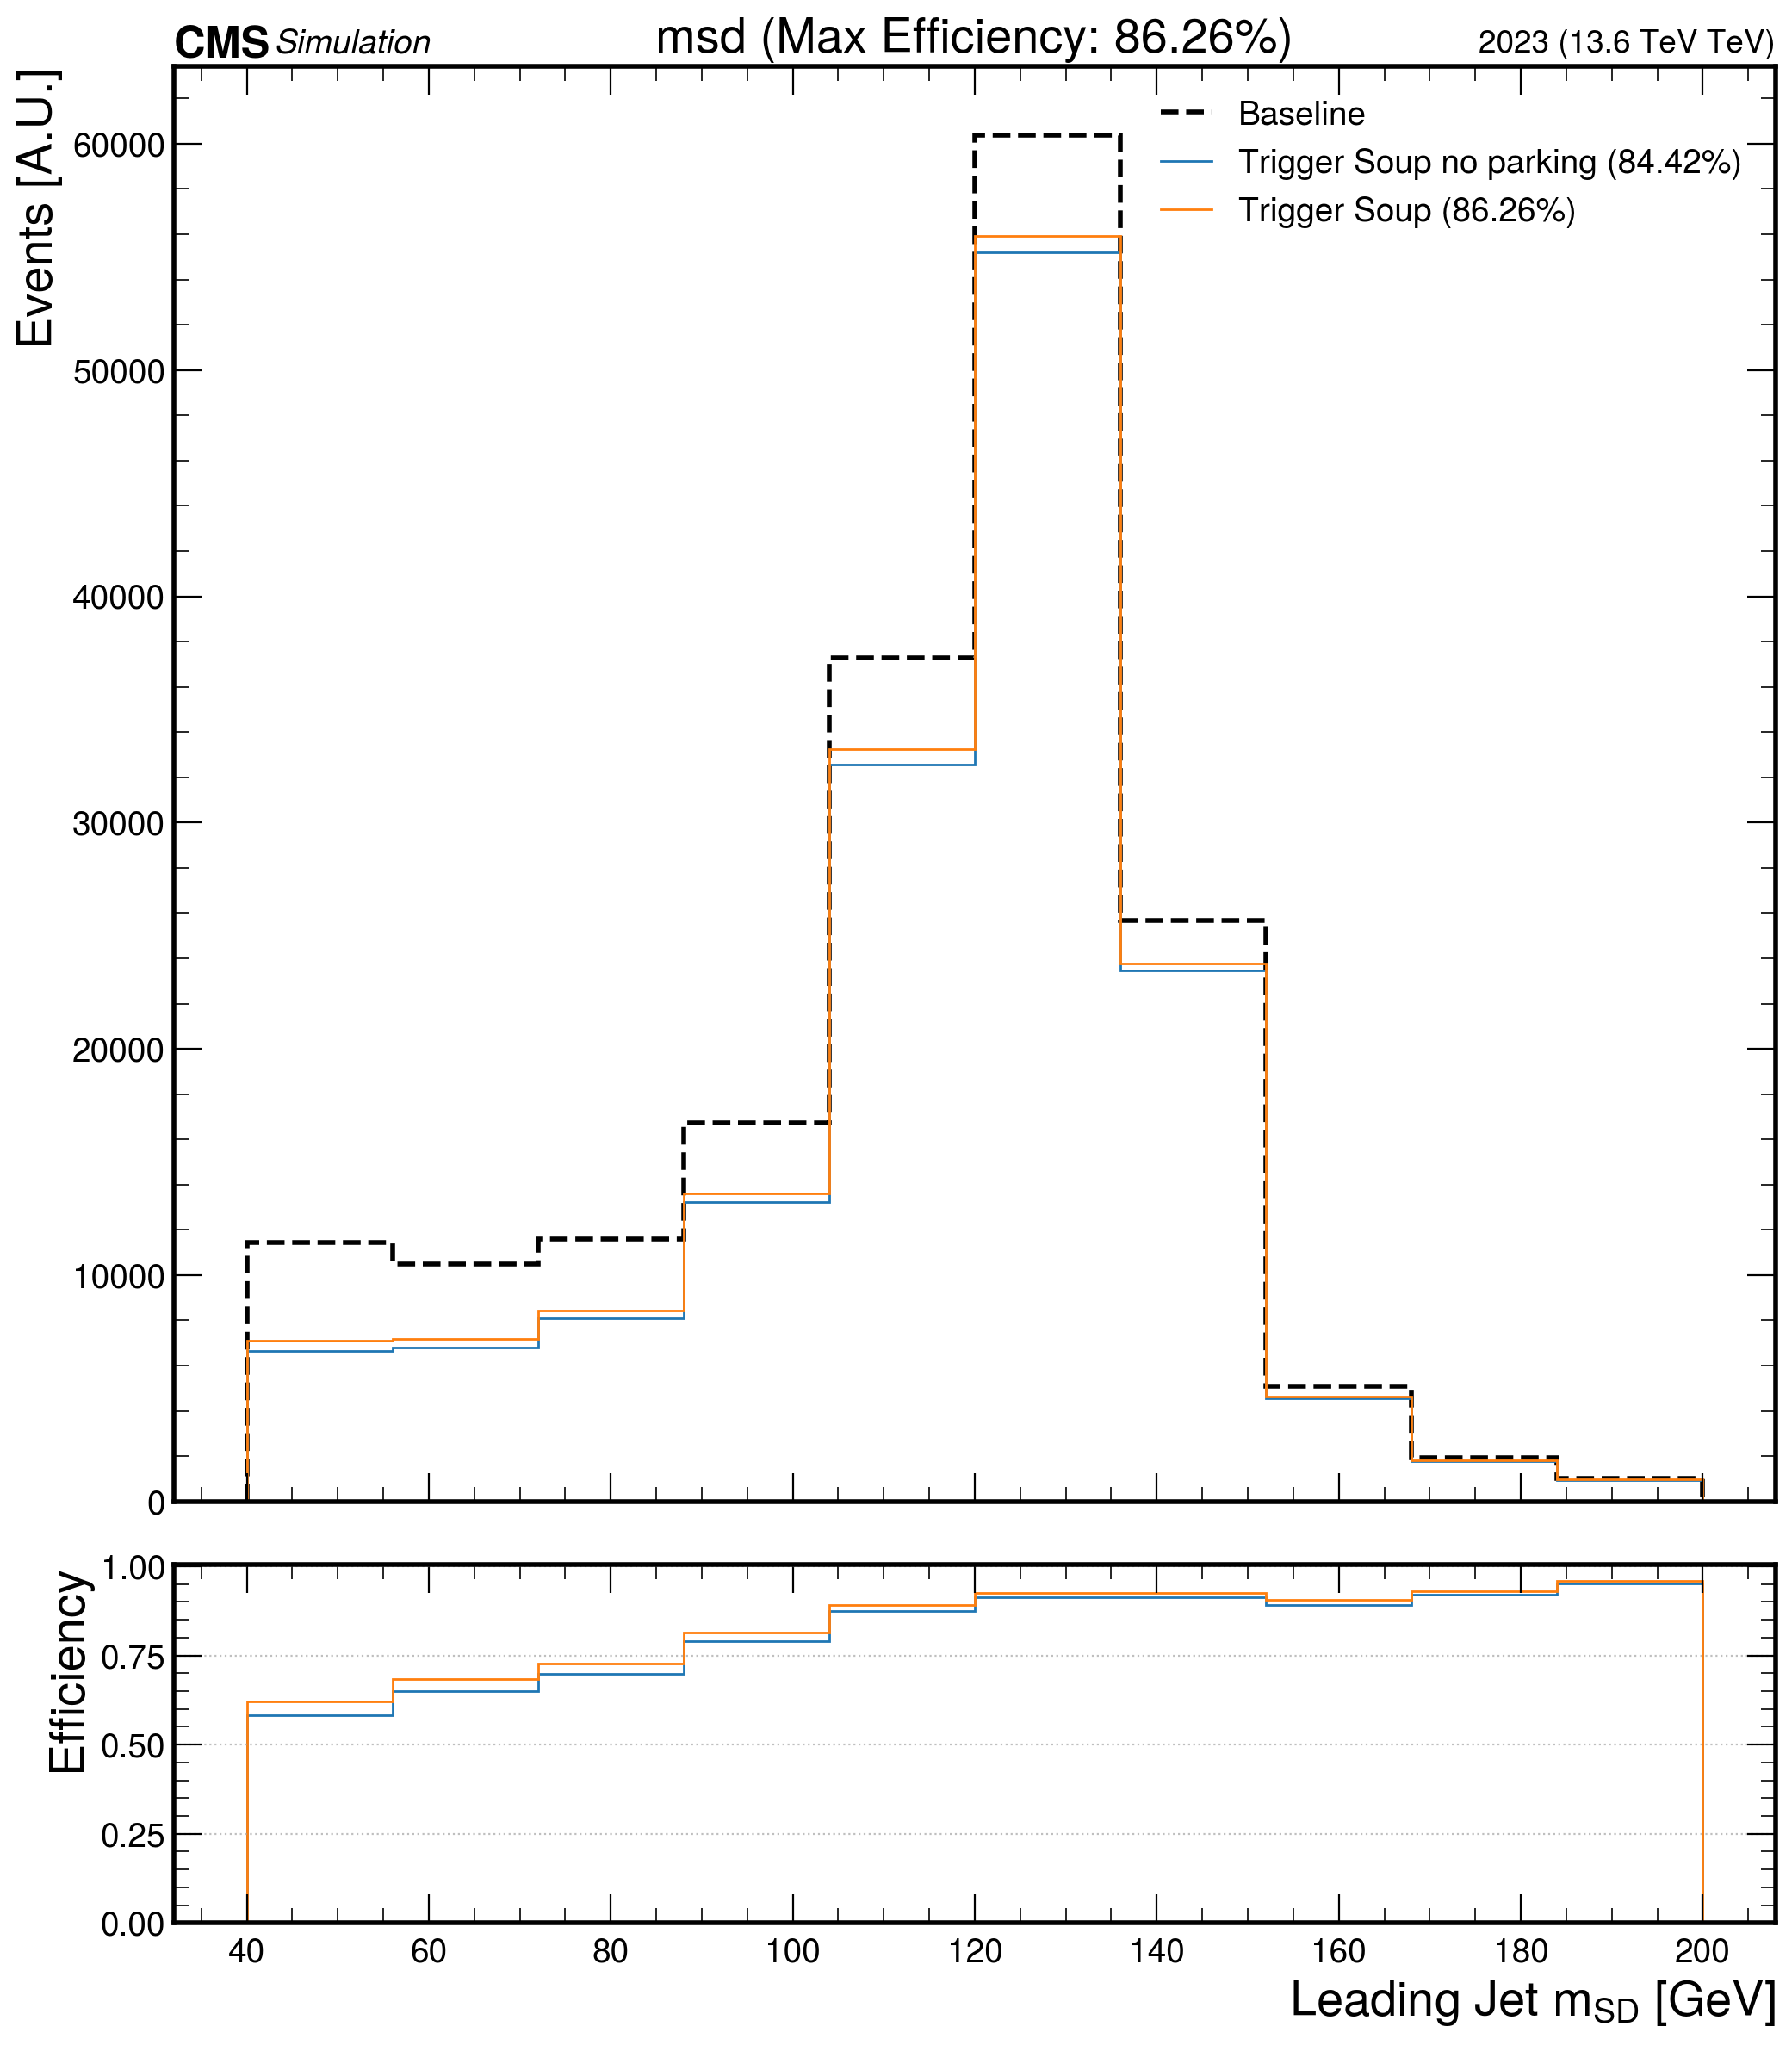 CMS Simulation
msd (Max Efficiency: 86.26%)
2023 (13.6 TeV TeV)
Events [A.U.]
60000
50000
40000
30000
20000
10000
0
Baseline
Trigger Soup no parking (84.42%)
Trigger Soup (86.26%)
Efficiency
1.00
0.75
0.50
0.25
0.00
40 60 80 100 120 140 160 180 200
Leading Jet mSD [GeV]